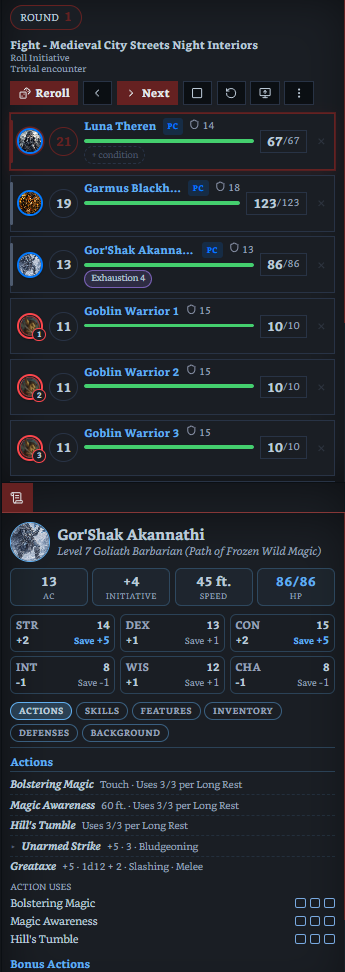 ROUND 1
Fight - Medieval City Streets Night Interiors
Roll Initiative
Trivial encounter
Reroll Next
21 Luna Theren PC 14 67/67
+ condition
19 Garmus Blackh... PC 18 123/123
13 Gor'Shak Akanna... PC 13 86/86
Exhaustion 4
1 11 Goblin Warrior 1 15 10/10
2 11 Goblin Warrior 2 15 10/10
3 11 Goblin Warrior 3 15 10/10
Gor'Shak Akannathi
Level 7 Goliath Barbarian (Path of Frozen Wild Magic)
13 +4 45 ft. 86/86
AC INITIATIVE SPEED HP
STR 14 DEX 13 CON 15
+2 Save +5 +1 Save +1 +2 Save +5
INT 8 WIS 12 CHA 8
-1 Save -1 +1 Save +1 -1 Save -1
ACTIONS SKILLS FEATURES INVENTORY
DEFENSES BACKGROUND
Actions
Bolstering Magic Touch · Uses 3/3 per Long Rest
Magic Awareness 60 ft. · Uses 3/3 per Long Rest
Hill's Tumble Uses 3/3 per Long Rest
· Unarmed Strike +5 · 3 · Bludgeoning
Greataxe +5 · 1d12 + 2 · Slashing · Melee
ACTION USES
Bolstering Magic
Magic Awareness
Hill's Tumble
Bonus Actions